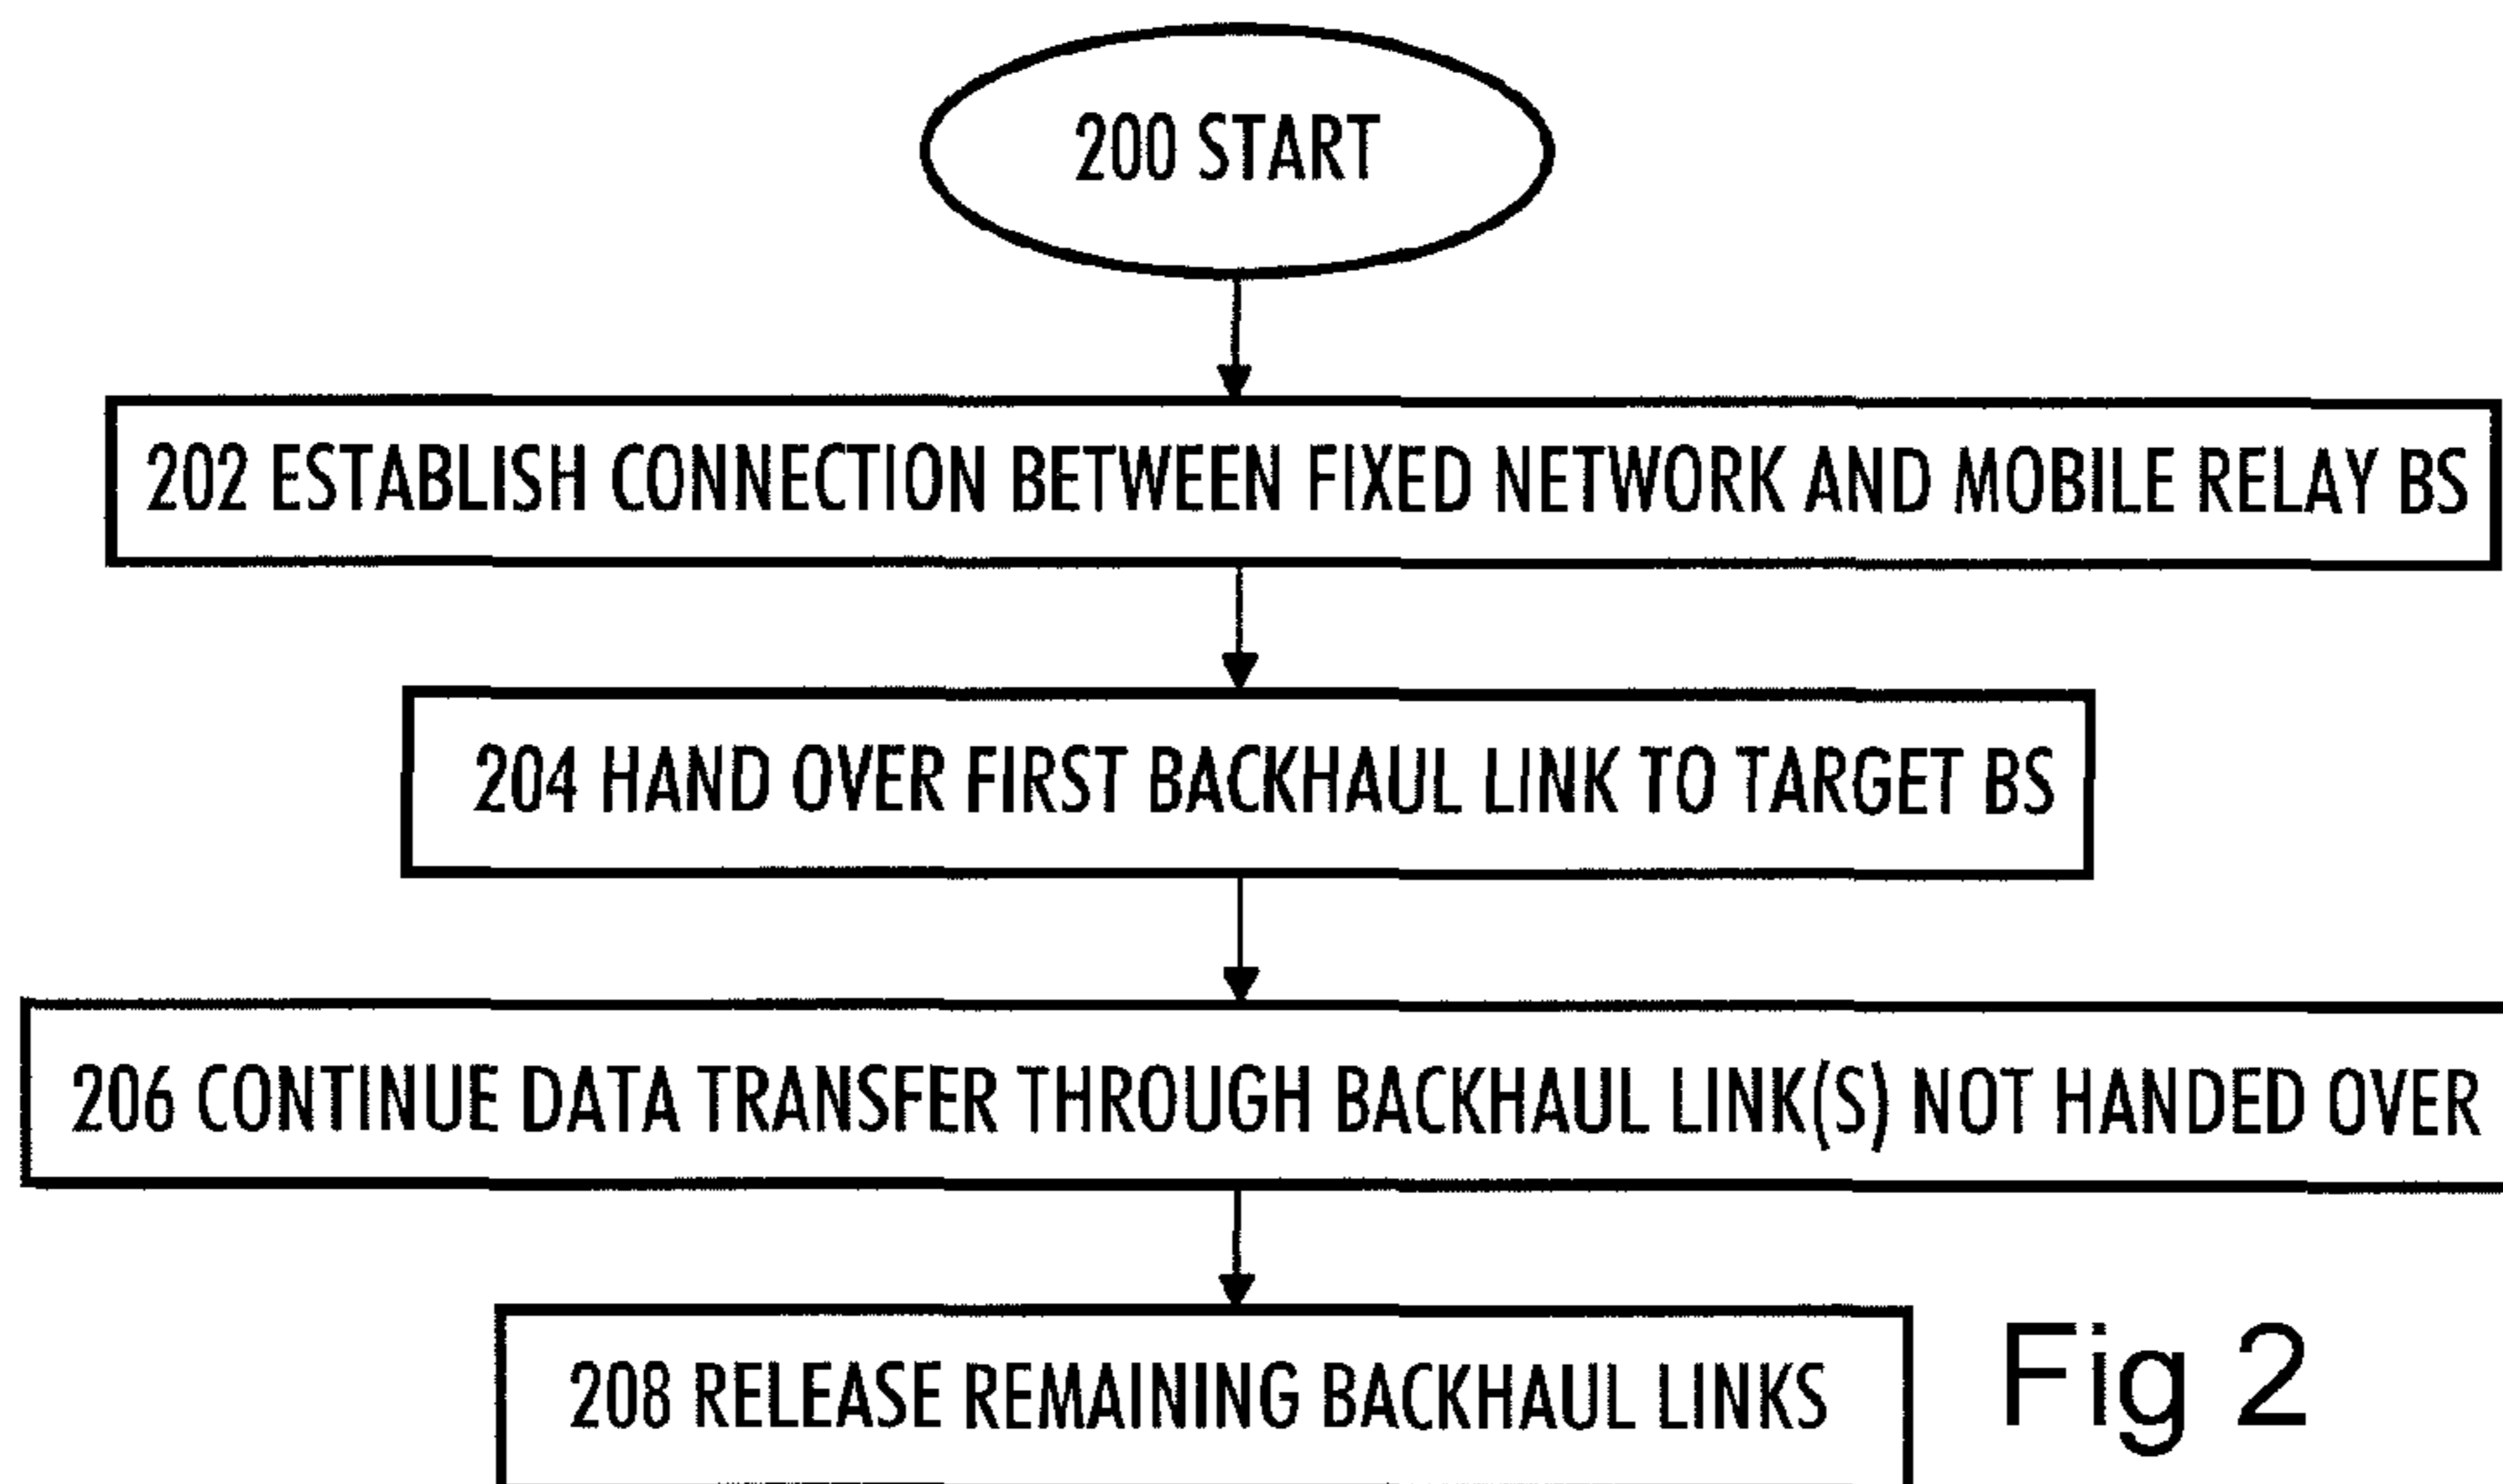 200 START
202 ESTABLISH CONNECTION BETWEEN FIXED NETWORK AND MOBILE RELAY BS
204 HAND OVER FIRST BACKHAUL LINK TO TARGET BS
206 CONTINUE DATA TRANSFER THROUGH BACKHAUL LINK(S) NOT HANDED OVER
208 RELEASE REMAINING BACKHAUL LINKS
Fig 2